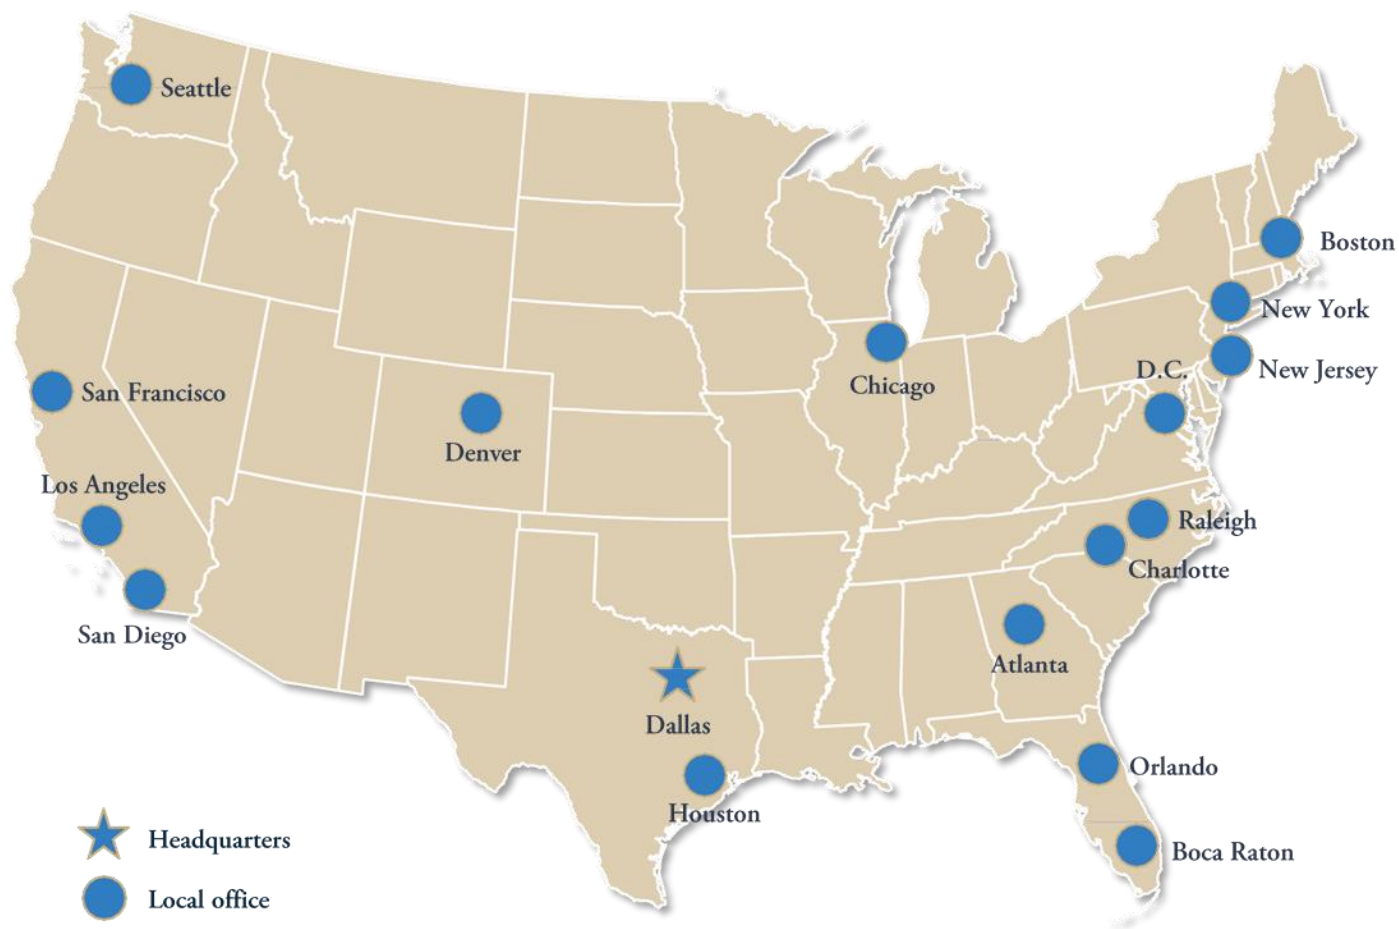 Seattle
Boston
New York
D.C.
New Jersey
Chicago
San Francisco
Denver
Los Angeles
Raleigh
Charlotte
San Diego
Atlanta
Dallas
Orlando
Houston
Headquarters
Boca Raton
Local office